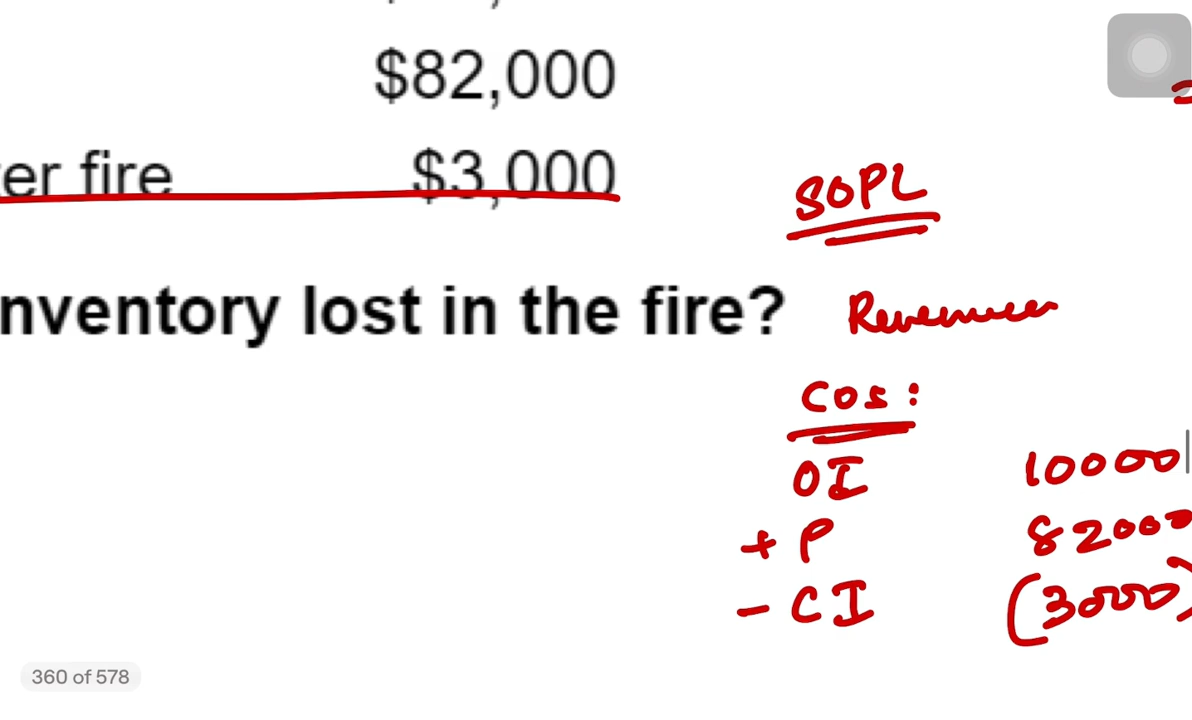 $82,000
er fire $3,000
SOPL
nventory lost in the fire?
Revenue
COS:
OI 10000
+ P 82000
- CI (3000)
360 of 578